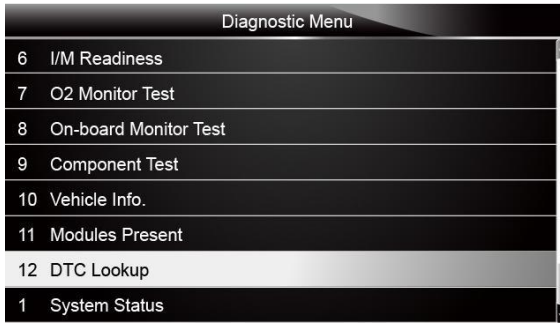 Diagnostic Menu
6 I/M Readiness
7 O2 Monitor Test
8 On-board Monitor Test
9 Component Test
10 Vehicle Info.
11 Modules Present
12 DTC Lookup
1 System Status